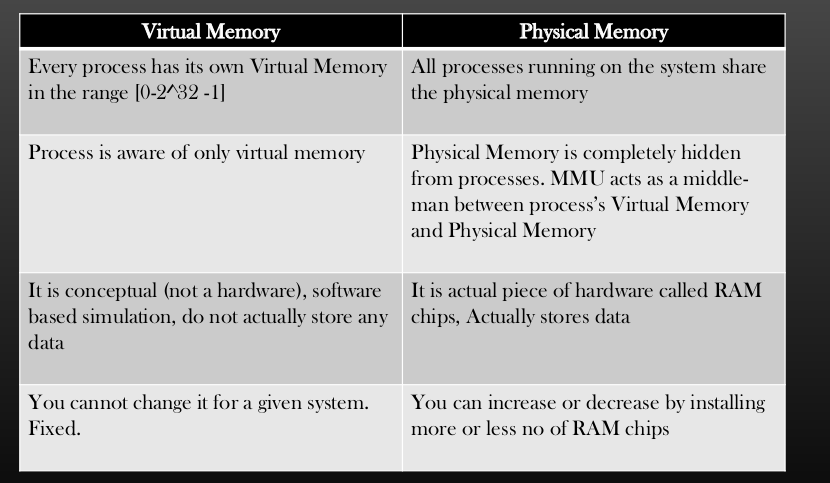 Virtual Memory
Physical Memory
Every process has its own Virtual Memory
in the range [0-2^32 -1]
All processes running on the system share
the physical memory
Process is aware of only virtual memory
Physical Memory is completely hidden
from processes. MMU acts as a middle-
man between process's Virtual Memory
and Physical Memory
It is conceptual (not a hardware), software
based simulation, do not actually store any
data
It is actual piece of hardware called RAM
chips, Actually stores data
You cannot change it for a given system.
Fixed.
You can increase or decrease by installing
more or less no of RAM chips